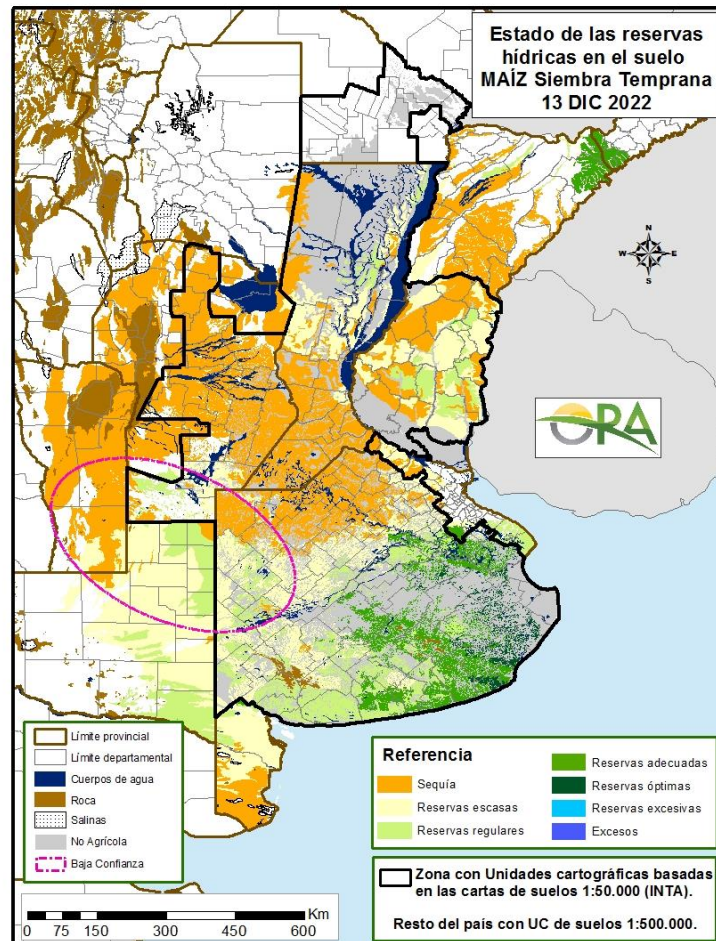 Estado de las reservas
hídricas en el suelo
MAÍZ Siembra Temprana
13 DIC 2022
N
W
E
S
ORA
Límite provincial
Límite departamental
Cuerpos de agua
Roca
Salinas
No Agrícola
Baja Confianza
Referencia
Sequía
Reservas escasas
Reservas regulares
Reservas adecuadas
Reservas óptimas
Reservas excesivas
Excesos
Zona con Unidades cartográficas basadas
en las cartas de suelos 1:50.000 (INTA).
Resto del país con UC de suelos 1:500.000.
Km
0 75 150 300 450 600